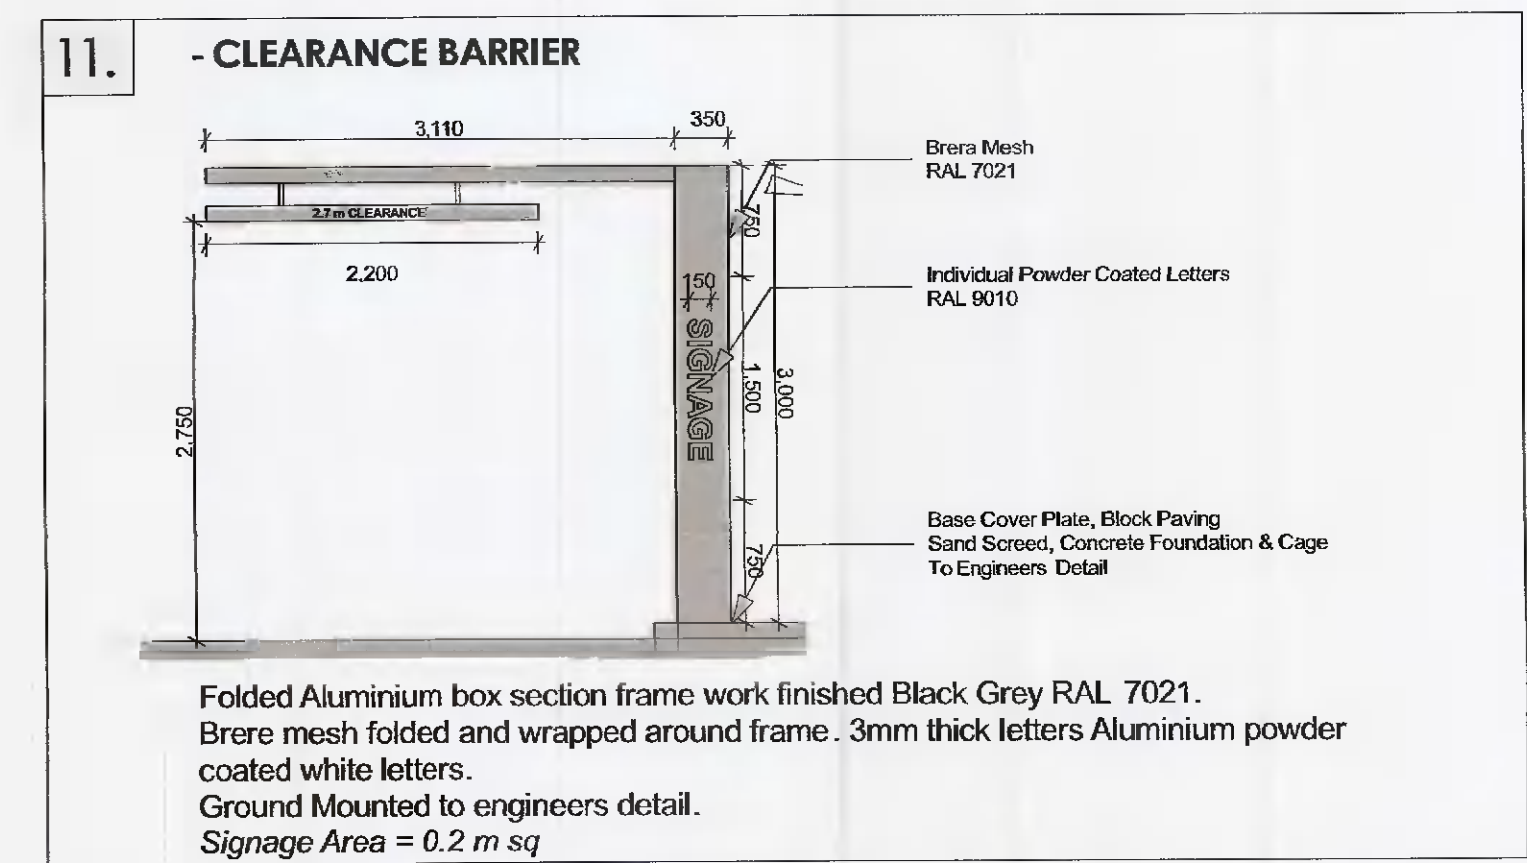 11.
- CLEARANCE BARRIER
3,110
350
Brera Mesh
RAL 7021
2.7 m CLEARANCE
750
2,200
Individual Powder Coated Letters
RAL 9010
150
SIGNAGE
1,500
3,000
2,750
Base Cover Plate, Block Paving
Sand Screed, Concrete Foundation & Cage
To Engineers Detail
750
Folded Aluminium box section frame work finished Black Grey RAL 7021.
Brere mesh folded and wrapped around frame. 3mm thick letters Aluminium powder
coated white letters.
Ground Mounted to engineers detail.
Signage Area = 0.2 m sq